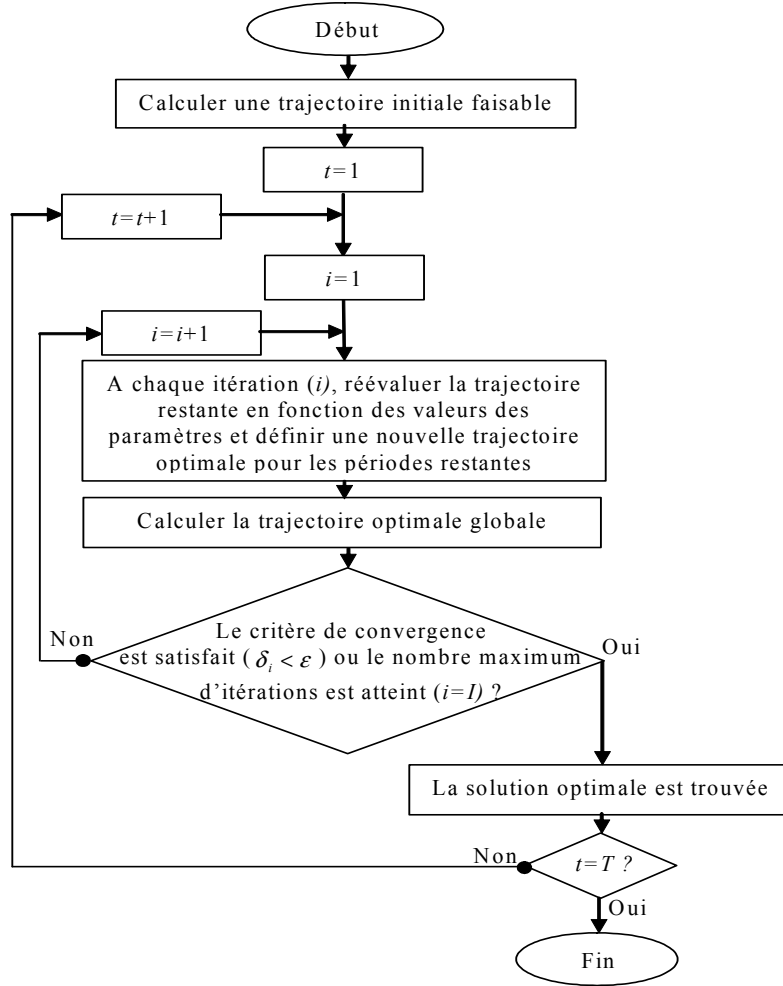 Début
Calculer une trajectoire initiale faisable
t=1
t=t+1
i=1
i=i+1
A chaque itération (i), réévaluer la trajectoire
restante en fonction des valeurs des
paramètres et définir une nouvelle trajectoire
optimale pour les périodes restantes
Calculer la trajectoire optimale globale
Non
Le critère de convergence
est satisfait ( δᵢ < ε ) ou le nombre maximum
d'itérations est atteint (i=I) ?
Oui
La solution optimale est trouvée
Non
t=T ?
Oui
Fin